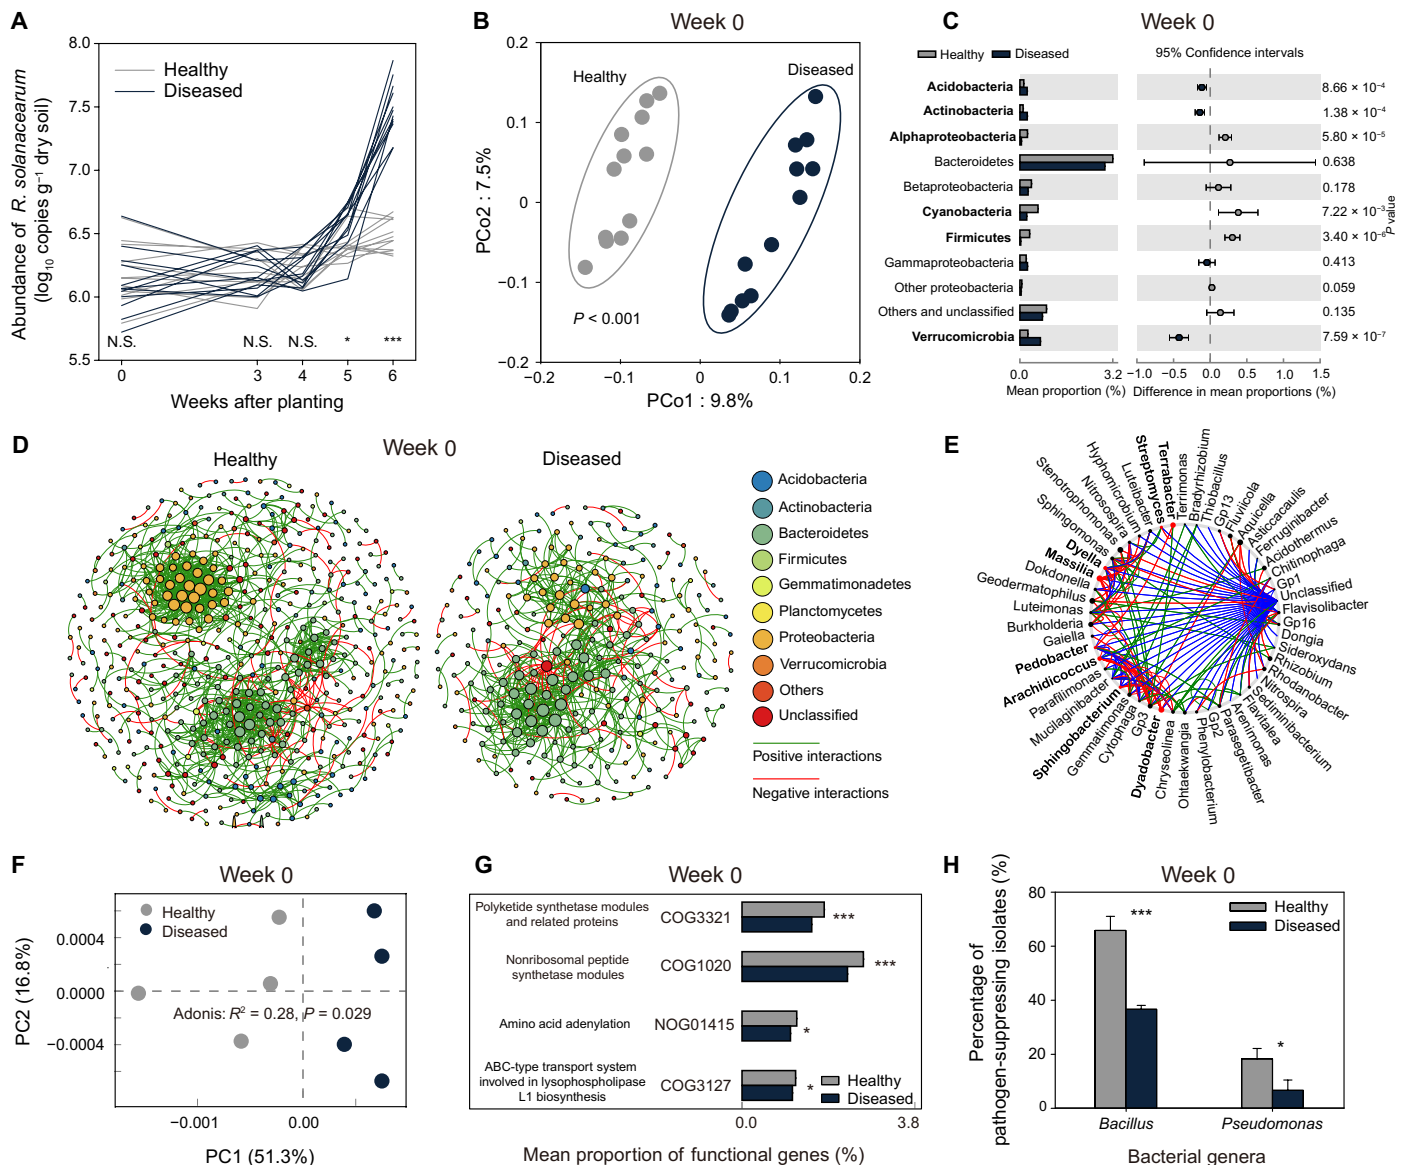 A
8.0
7.5
7.0
6.5
6.0
5.5
Healthy
Diseased
N.S.
N.S.
N.S.
*
***
0
3
4
5
6
Weeks after planting
Abundance of R. solanacearum
(log10 copies g−1 dry soil)
B
Week 0
0.2
0.1
0
−0.1
−0.2
Healthy
Diseased
P < 0.001
−0.2
−0.1
0
0.1
0.2
PCo1 : 9.8%
PCo2 : 7.5%
C
Week 0
Healthy
Diseased
95% Confidence intervals
Acidobacteria
8.66 × 10−4
Actinobacteria
1.38 × 10−4
Alphaproteobacteria
5.80 × 10−5
Bacteroidetes
0.638
Betaproteobacteria
0.178
Cyanobacteria
7.22 × 10−3
Firmicutes
3.40 × 10−6
Gammaproteobacteria
0.413
Other proteobacteria
0.059
Others and unclassified
0.135
Verrucomicrobia
7.59 × 10−7
P value
0.0
3.2
−1.0
−0.5
0.0
0.5
1.0
1.5
Mean proportion (%)
Difference in mean proportions (%)
D
Week 0
Healthy
Diseased
Acidobacteria
Actinobacteria
Bacteroidetes
Firmicutes
Gemmatimonadetes
Planctomycetes
Proteobacteria
Verrucomicrobia
Others
Unclassified
Positive interactions
Negative interactions
E
Terrabacter
Terrimonas
Bradyrhizobium
Thiobacillus
Gp13
Fluviicola
Aquicella
Asticcacaulis
Ferruginibacter
Acidothermus
Chitinophaga
Gp1
Unclassified
Flavisolibacter
Gp16
Dongia
Sideroxydans
Rhizobium
Rhodanobacter
Nitrospira
Sediminibacterium
Flavitalea
Arenimonas
Parasegetibacter
Gp2
Phenylobacterium
Ohtaekwangia
Chryseolinea
Dyadobacter
Gp3
Cytophaga
Gemmatimonas
Sphingobacterium
Mucilaginibacter
Parafilimonas
Arachidicoccus
Pedobacter
Gaiella
Burkholderia
Luteimonas
Geodermatophilus
Dokdonella
Massilia
Dyella
Sphingomonas
Stenotrophomonas
Nitrosospira
Hyphomicrobium
Luteibacter
Streptomyces
F
Week 0
Healthy
Diseased
0.0004
0.0000
−0.0004
Adonis: R2 = 0.28, P = 0.029
−0.001
0.00
PC1 (51.3%)
PC2 (16.8%)
G
Week 0
Polyketide synthetase modules
and related proteins
COG3321
***
Nonribosomal peptide
synthetase modules
COG1020
***
Amino acid adenylation
NOG01415
*
ABC-type transport system
involved in lysophospholipase
L1 biosynthesis
COG3127
*
Healthy
Diseased
0.0
3.8
Mean proportion of functional genes (%)
H
Week 0
80
60
40
20
0
Healthy
Diseased
***
*
Bacillus
Pseudomonas
Bacterial genera
Percentage of
pathogen-suppressing isolates (%)